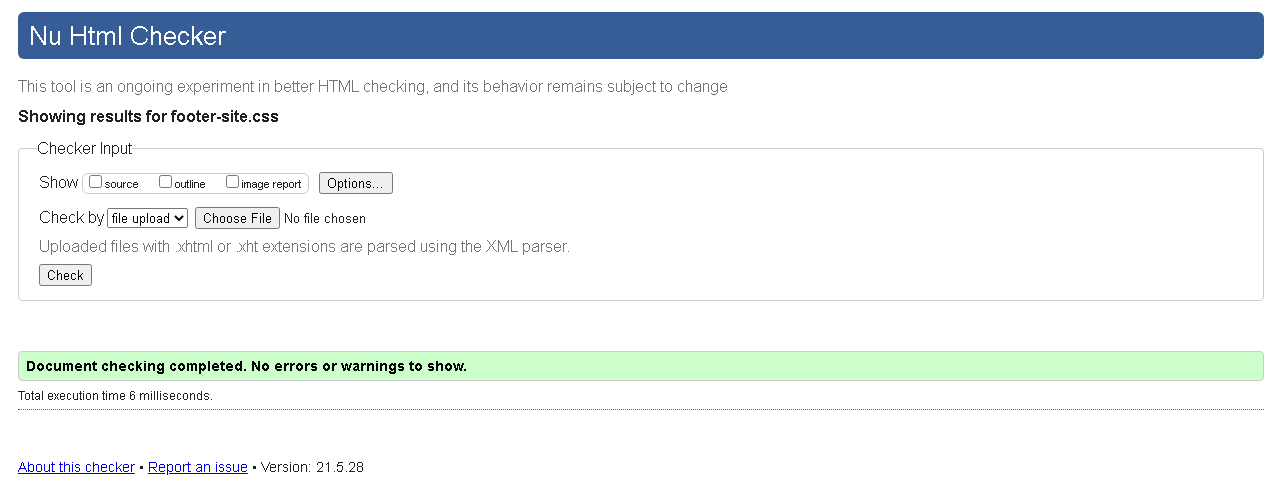 Nu Html Checker
This tool is an ongoing experiment in better HTML checking, and its behavior remains subject to change
Showing results for footer-site.css
Checker Input
Show source outline image report Options...
Check by file upload Choose File No file chosen
Uploaded files with .xhtml or .xht extensions are parsed using the XML parser.
Check
Document checking completed. No errors or warnings to show.
Total execution time 6 milliseconds.
About this checker • Report an issue • Version: 21.5.28